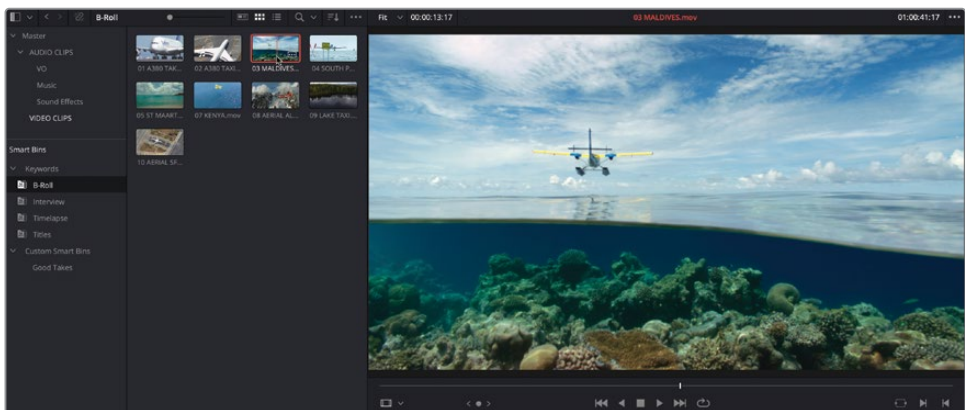 B-Roll
Fit 00:00:13:17 03 MALDIVES.mov 01:00:41:17
Master
AUDIO CLIPS
VO
Music
Sound Effects
VIDEO CLIPS
Smart Bins
Keywords
B-Roll
Interview
Timelapse
Titles
Custom Smart Bins
Good Takes
01 A380 TAK... 02 A380 TAXI... 03 MALDIVES... 04 SOUTH P...
05 ST MAART... 07 KENYA.mov 08 AERIAL AL... 09 LAKE TAXI....
10 AERIAL SF...